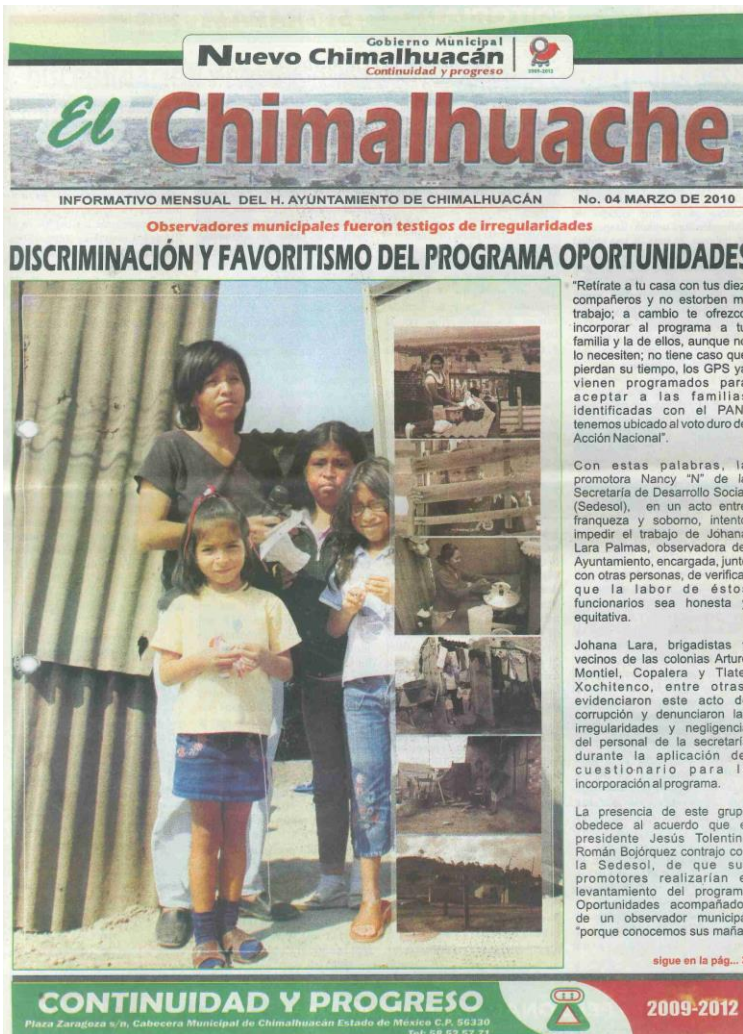 Gobierno Municipal
Nuevo Chimalhuacán
Continuidad y progreso
2009-2012
El Chimalhuache
INFORMATIVO MENSUAL DEL H. AYUNTAMIENTO DE CHIMALHUACÁN No. 04 MARZO DE 2010
Observadores municipales fueron testigos de irregularidades
DISCRIMINACIÓN Y FAVORITISMO DEL PROGRAMA OPORTUNIDADES
"Retírate a tu casa con tus diez
compañeros y no estorben mi
trabajo; a cambio te ofrezco
incorporar al programa a tu
familia y la de ellos, aunque no
lo necesiten; no tiene caso que
pierdan su tiempo, los GPS ya
vienen programados para
aceptar a las familias
identificadas con el PAN,
tenemos ubicado al voto duro de
Acción Nacional".
Con estas palabras, la
promotora Nancy "N" de la
Secretaría de Desarrollo Social
(Sedesol), en un acto entre
franqueza y soborno, intentó
impedir el trabajo de Johana
Lara Palmas, observadora del
Ayuntamiento, encargada, junto
con otras personas, de verificar
que la labor de éstos
funcionarios sea honesta y
equitativa.
Johana Lara, brigadistas
vecinos de las colonias Arturo
Montiel, Copalera y Tlatel
Xochitenco, entre otras,
evidenciaron este acto de
corrupción y denunciaron las
irregularidades y negligencia
del personal de la secretaría
durante la aplicación del
cuestionario para l
incorporación al programa.
La presencia de este grupo
obedece al acuerdo que el
presidente Jesús Tolentino
Román Bojórquez contrajo con
la Sedesol, de que sus
promotores realizarían el
levantamiento del programa
Oportunidades acompañados
de un observador municipal
"porque conocemos sus mañas
sigue en la pág...
CONTINUIDAD Y PROGRESO
Plaza Zaragoza s/n, Cabecera Municipal de Chimalhuacán Estado de México C.P. 56330
Tel: 58 53 57 71
2009-2012